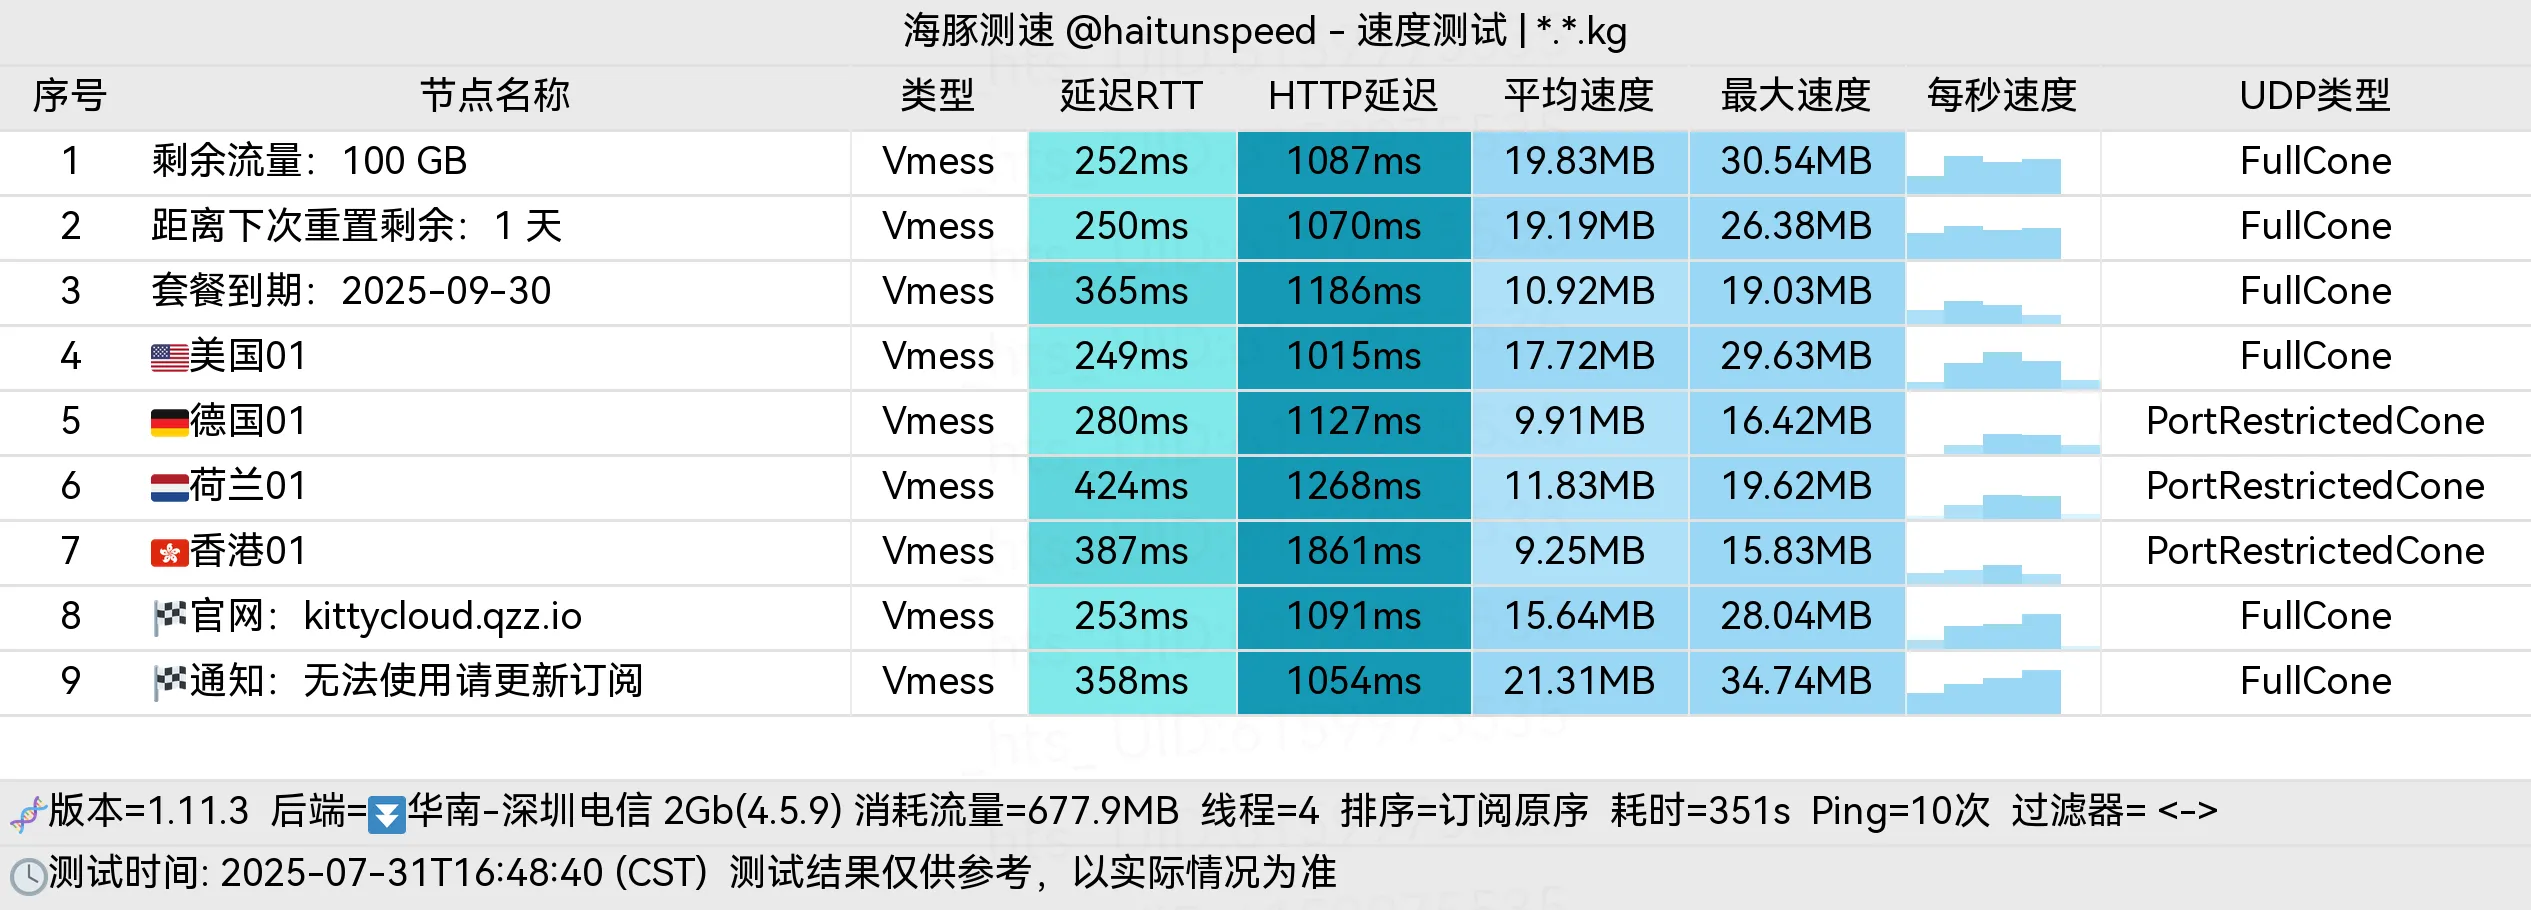 海豚测速 @haitunspeed - 速度测试 | *.*.kg
序号 节点名称 类型 延迟RTT HTTP延迟 平均速度 最大速度 每秒速度 UDP类型
1 剩余流量：100 GB Vmess 252ms 1087ms 19.83MB 30.54MB FullCone
2 距离下次重置剩余：1 天 Vmess 250ms 1070ms 19.19MB 26.38MB FullCone
3 套餐到期：2025-09-30 Vmess 365ms 1186ms 10.92MB 19.03MB FullCone
4 🇺🇸美国01 Vmess 249ms 1015ms 17.72MB 29.63MB FullCone
5 🇩🇪德国01 Vmess 280ms 1127ms 9.91MB 16.42MB PortRestrictedCone
6 🇳🇱荷兰01 Vmess 424ms 1268ms 11.83MB 19.62MB PortRestrictedCone
7 🇭🇰香港01 Vmess 387ms 1861ms 9.25MB 15.83MB PortRestrictedCone
8 🏁官网：kittycloud.qzz.io Vmess 253ms 1091ms 15.64MB 28.04MB FullCone
9 🏁通知：无法使用请更新订阅 Vmess 358ms 1054ms 21.31MB 34.74MB FullCone
🧬版本=1.11.3 后端=⏬华南-深圳电信 2Gb(4.5.9) 消耗流量=677.9MB 线程=4 排序=订阅原序 耗时=351s Ping=10次 过滤器= <->
🕒测试时间: 2025-07-31T16:48:40 (CST) 测试结果仅供参考，以实际情况为准